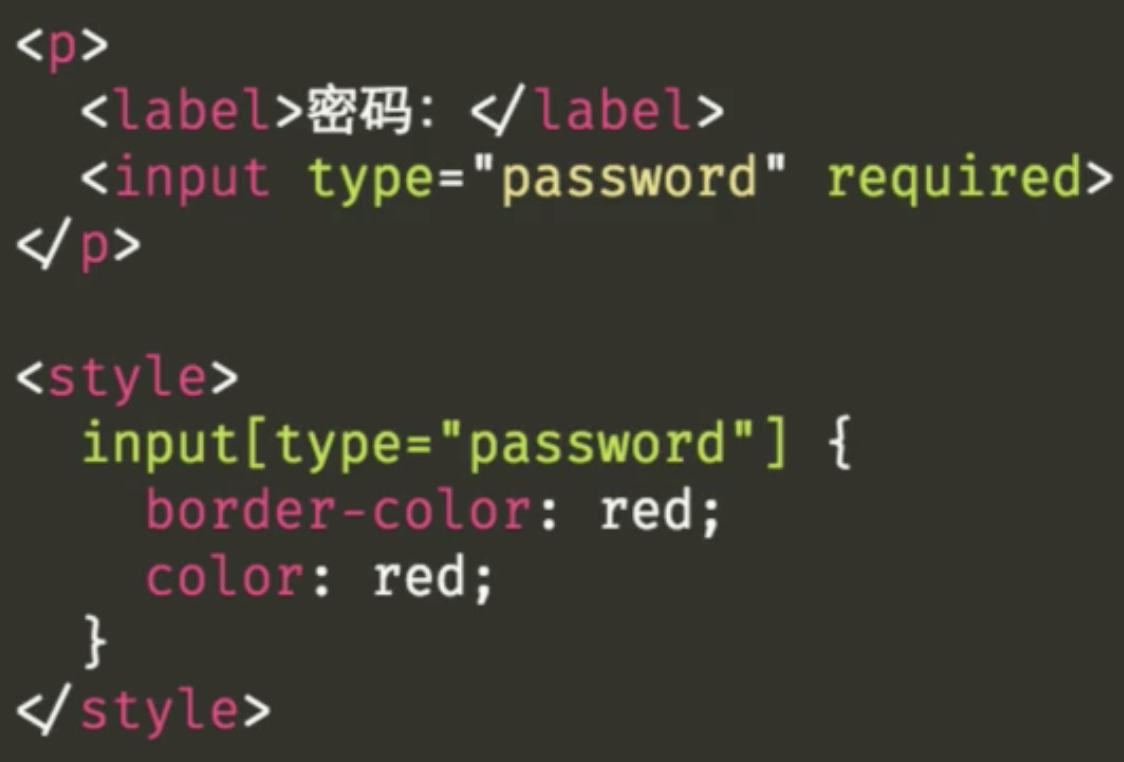 <p>
  <label>密码：</label>
  <input type="password" required>
</p>

<style>
  input[type="password"] {
    border-color: red;
    color: red;
  }
</style>